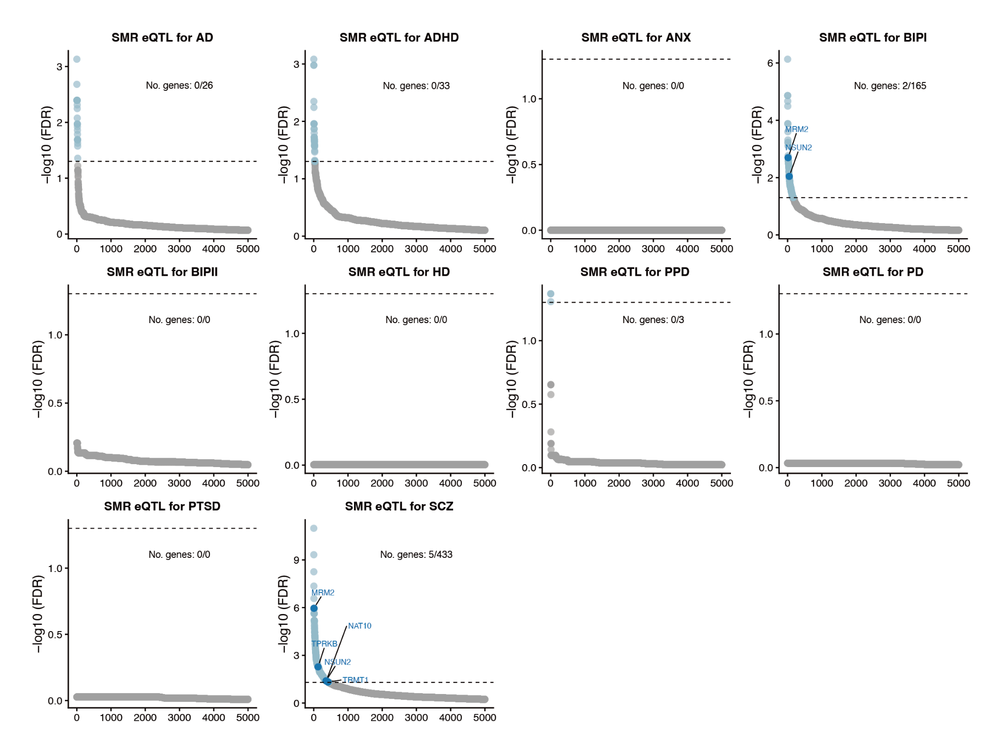 SMR eQTL for AD
−log10 (FDR)
3
2
1
0
No. genes: 0/26
0 1000 2000 3000 4000 5000
SMR eQTL for ADHD
−log10 (FDR)
3
2
1
0
No. genes: 0/33
0 1000 2000 3000 4000 5000
SMR eQTL for ANX
−log10 (FDR)
1.0
0.5
0.0
No. genes: 0/0
0 1000 2000 3000 4000 5000
SMR eQTL for BIPI
−log10 (FDR)
6
4
2
0
No. genes: 2/165
MRM2
NSUN2
0 1000 2000 3000 4000 5000
SMR eQTL for BIPII
−log10 (FDR)
1.0
0.5
0.0
No. genes: 0/0
0 1000 2000 3000 4000 5000
SMR eQTL for HD
−log10 (FDR)
1.0
0.5
0.0
No. genes: 0/0
0 1000 2000 3000 4000 5000
SMR eQTL for PPD
−log10 (FDR)
1.0
0.5
0.0
No. genes: 0/3
0 1000 2000 3000 4000 5000
SMR eQTL for PD
−log10 (FDR)
1.0
0.5
0.0
No. genes: 0/0
0 1000 2000 3000 4000 5000
SMR eQTL for PTSD
−log10 (FDR)
1.0
0.5
0.0
No. genes: 0/0
0 1000 2000 3000 4000 5000
SMR eQTL for SCZ
−log10 (FDR)
9
6
3
0
No. genes: 5/433
MRM2
NAT10
TPRKB
NSUN2
TRMT1
0 1000 2000 3000 4000 5000